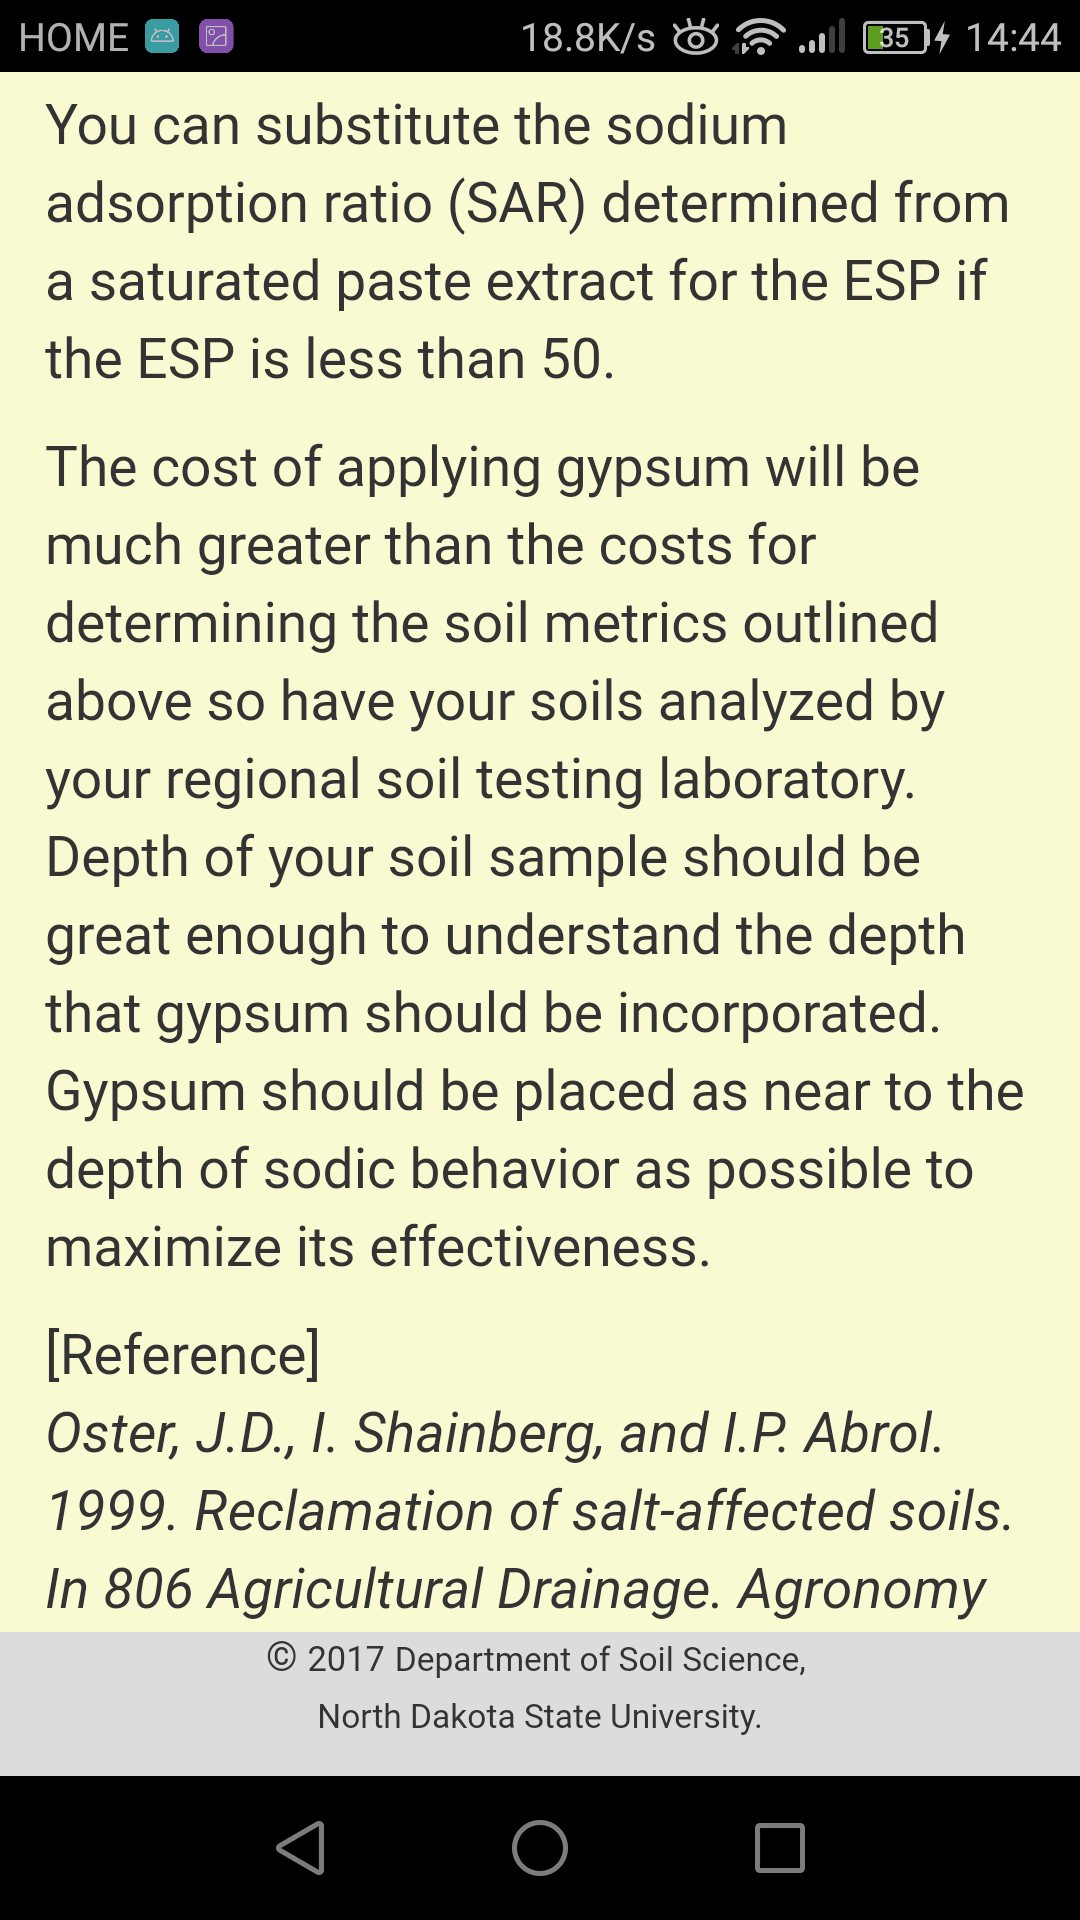 HOME 18.8K/s 35 14:44
You can substitute the sodium
adsorption ratio (SAR) determined from
a saturated paste extract for the ESP if
the ESP is less than 50.
The cost of applying gypsum will be
much greater than the costs for
determining the soil metrics outlined
above so have your soils analyzed by
your regional soil testing laboratory.
Depth of your soil sample should be
great enough to understand the depth
that gypsum should be incorporated.
Gypsum should be placed as near to the
depth of sodic behavior as possible to
maximize its effectiveness.
[Reference]
Oster, J.D., I. Shainberg, and I.P. Abrol.
1999. Reclamation of salt-affected soils.
In 806 Agricultural Drainage. Agronomy
© 2017 Department of Soil Science,
North Dakota State University.